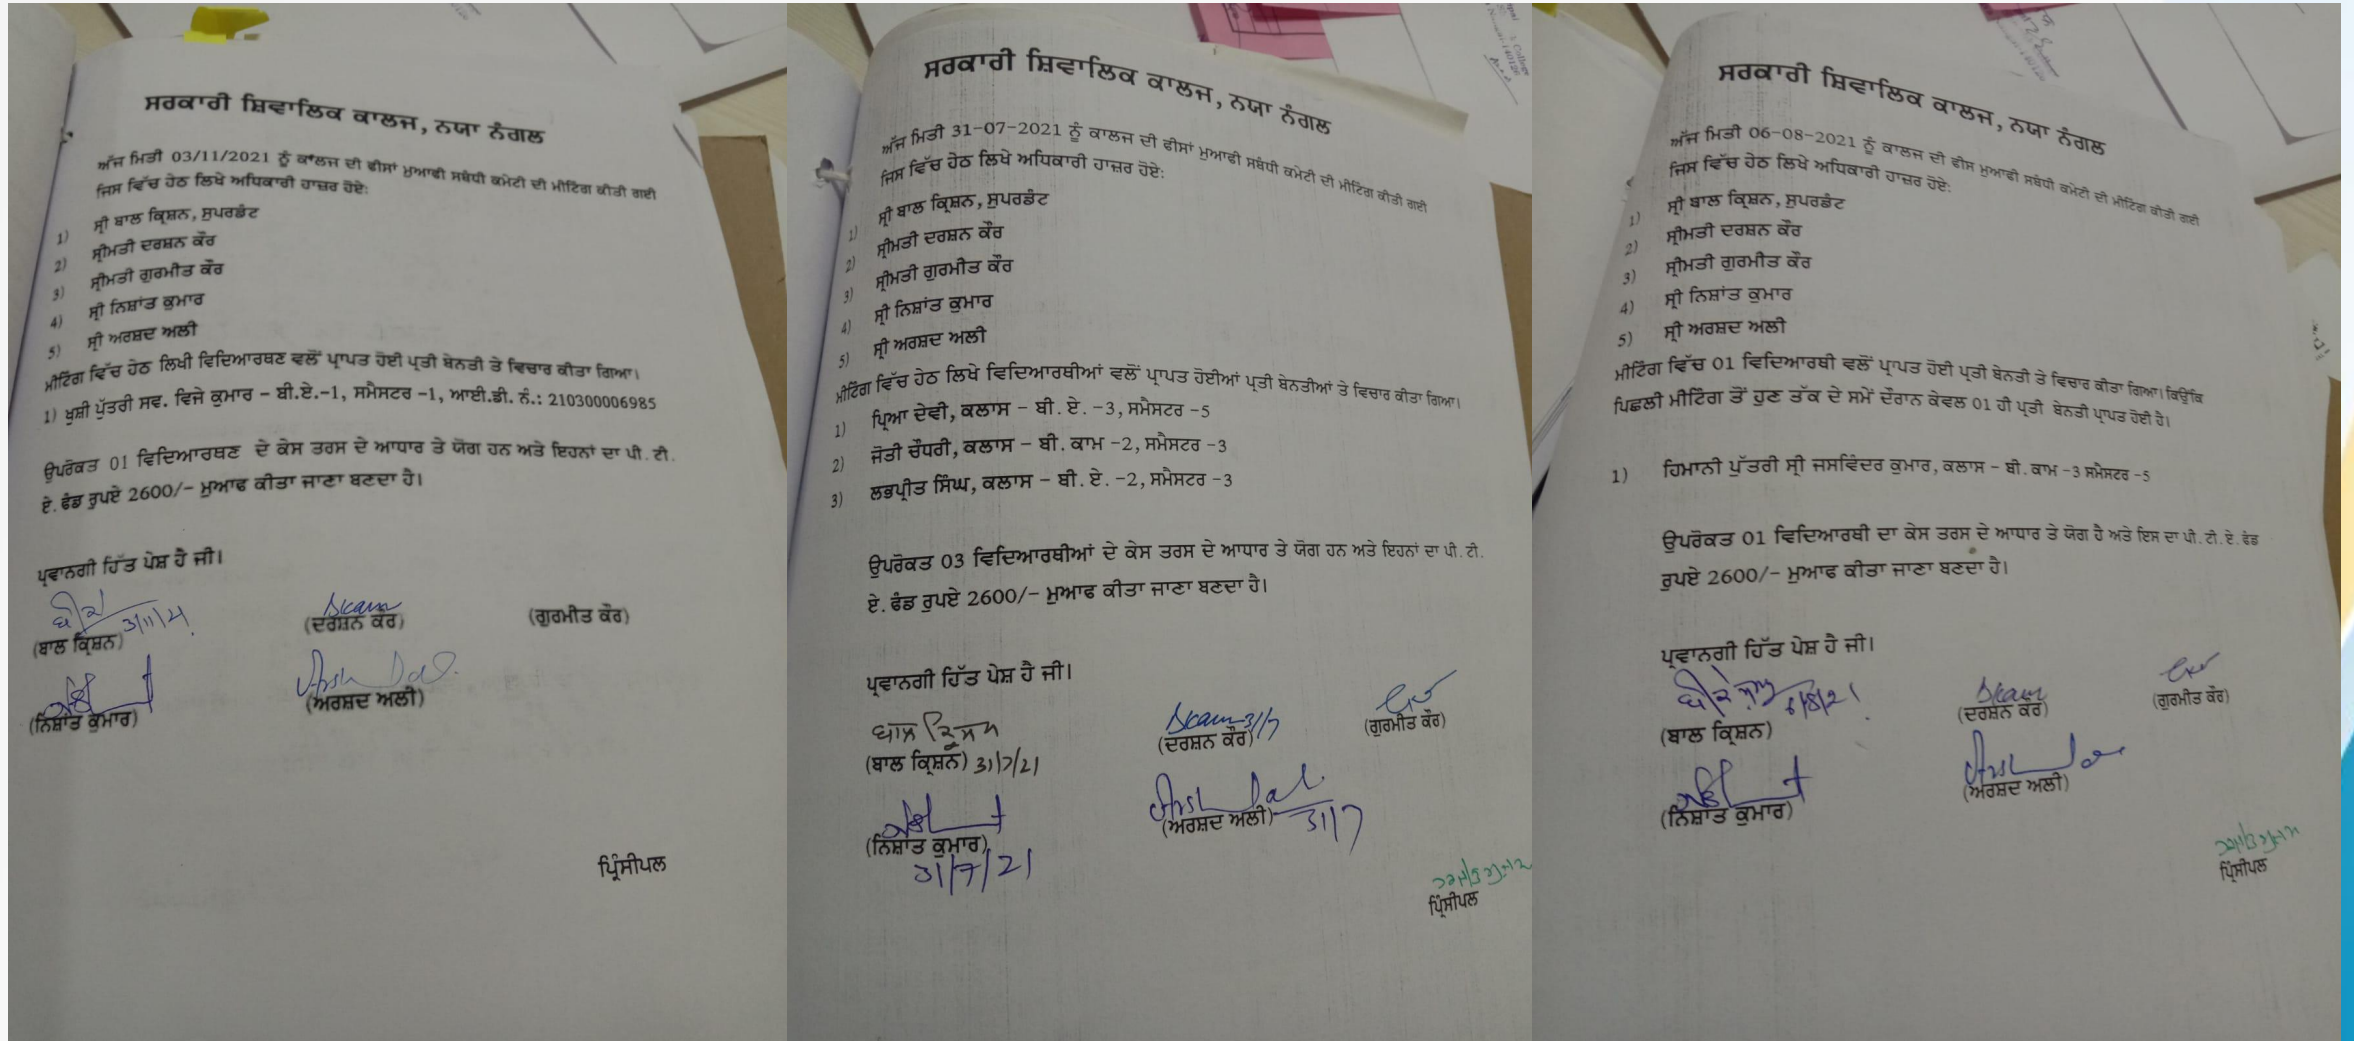 ਸਰਕਾਰੀ ਸ਼ਿਵਾਲਿਕ ਕਾਲਜ, ਨਯਾ ਨੰਗਲ
ਅੱਜ ਮਿਤੀ 03/11/2021 ਨੂੰ ਕਾਲਜ ਦੀ ਫੀਸਾਂ ਮੁਆਫੀ ਸਬੰਧੀ ਕਮੇਟੀ ਦੀ ਮੀਟਿੰਗ ਕੀਤੀ ਗਈ
ਜਿਸ ਵਿੱਚ ਹੇਠ ਲਿਖੇ ਅਧਿਕਾਰੀ ਹਾਜ਼ਰ ਹੋਏ:
1) ਸ੍ਰੀ ਬਾਲ ਕ੍ਰਿਸ਼ਨ, ਸੁਪਰਡੰਟ
2) ਸ੍ਰੀਮਤੀ ਦਰਸ਼ਨ ਕੌਰ
3) ਸ੍ਰੀਮਤੀ ਗੁਰਮੀਤ ਕੌਰ
4) ਸ੍ਰੀ ਨਿਸ਼ਾਂਤ ਕੁਮਾਰ
5) ਸ੍ਰੀ ਅਰਸ਼ਦ ਅਲੀ
ਮੀਟਿੰਗ ਵਿੱਚ ਹੇਠ ਲਿਖੀ ਵਿਦਿਆਰਥਣ ਵਲੋਂ ਪ੍ਰਾਪਤ ਹੋਈ ਪ੍ਰਤੀ ਬੇਨਤੀ ਤੇ ਵਿਚਾਰ ਕੀਤਾ ਗਿਆ।
1) ਖੁਸ਼ੀ ਪੁੱਤਰੀ ਸਵ. ਵਿਜੇ ਕੁਮਾਰ – ਬੀ.ਏ.–1, ਸਮੈਸਟਰ –1, ਆਈ.ਡੀ. ਨੰ.: 210300006985
ਉਪਰੋਕਤ 01 ਵਿਦਿਆਰਥਣ ਦੇ ਕੇਸ ਤਰਸ ਦੇ ਆਧਾਰ ਤੇ ਯੋਗ ਹਨ ਅਤੇ ਇਹਨਾਂ ਦਾ ਪੀ.ਟੀ.
ਏ. ਫੰਡ ਰੁਪਏ 2600/– ਮੁਆਫ ਕੀਤਾ ਜਾਣਾ ਬਣਦਾ ਹੈ।
ਪ੍ਰਵਾਨਗੀ ਹਿੱਤ ਪੇਸ਼ ਹੈ ਜੀ।
3/11/21
(ਬਾਲ ਕ੍ਰਿਸ਼ਨ) (ਦਰਸ਼ਨ ਕੌਰ) (ਗੁਰਮੀਤ ਕੌਰ)
(ਨਿਸ਼ਾਂਤ ਕੁਮਾਰ) (ਅਰਸ਼ਦ ਅਲੀ)
ਪ੍ਰਿੰਸੀਪਲ
ਸਰਕਾਰੀ ਸ਼ਿਵਾਲਿਕ ਕਾਲਜ, ਨਯਾ ਨੰਗਲ
ਅੱਜ ਮਿਤੀ 31-07-2021 ਨੂੰ ਕਾਲਜ ਦੀ ਫੀਸਾਂ ਮੁਆਫੀ ਸਬੰਧੀ ਕਮੇਟੀ ਦੀ ਮੀਟਿੰਗ ਕੀਤੀ ਗਈ
ਜਿਸ ਵਿੱਚ ਹੇਠ ਲਿਖੇ ਅਧਿਕਾਰੀ ਹਾਜ਼ਰ ਹੋਏ:
1) ਸ੍ਰੀ ਬਾਲ ਕ੍ਰਿਸ਼ਨ, ਸੁਪਰਡੰਟ
2) ਸ੍ਰੀਮਤੀ ਦਰਸ਼ਨ ਕੌਰ
3) ਸ੍ਰੀਮਤੀ ਗੁਰਮੀਤ ਕੌਰ
4) ਸ੍ਰੀ ਨਿਸ਼ਾਂਤ ਕੁਮਾਰ
5) ਸ੍ਰੀ ਅਰਸ਼ਦ ਅਲੀ
ਮੀਟਿੰਗ ਵਿੱਚ ਹੇਠ ਲਿਖੇ ਵਿਦਿਆਰਥੀਆਂ ਵਲੋਂ ਪ੍ਰਾਪਤ ਹੋਈਆਂ ਪ੍ਰਤੀ ਬੇਨਤੀਆਂ ਤੇ ਵਿਚਾਰ ਕੀਤਾ ਗਿਆ।
1) ਪ੍ਰਿਆ ਦੇਵੀ, ਕਲਾਸ – ਬੀ.ਏ. –3, ਸਮੈਸਟਰ –5
2) ਜੋਤੀ ਚੌਧਰੀ, ਕਲਾਸ – ਬੀ.ਕਾਮ –2, ਸਮੈਸਟਰ –3
3) ਲਭਪ੍ਰੀਤ ਸਿੰਘ, ਕਲਾਸ – ਬੀ.ਏ. –2, ਸਮੈਸਟਰ –3
ਉਪਰੋਕਤ 03 ਵਿਦਿਆਰਥੀਆਂ ਦੇ ਕੇਸ ਤਰਸ ਦੇ ਆਧਾਰ ਤੇ ਯੋਗ ਹਨ ਅਤੇ ਇਹਨਾਂ ਦਾ ਪੀ.ਟੀ.
ਏ. ਫੰਡ ਰੁਪਏ 2600/– ਮੁਆਫ ਕੀਤਾ ਜਾਣਾ ਬਣਦਾ ਹੈ।
ਪ੍ਰਵਾਨਗੀ ਹਿੱਤ ਪੇਸ਼ ਹੈ ਜੀ।
31/7
(ਬਾਲ ਕ੍ਰਿਸ਼ਨ) 31/7/21 (ਦਰਸ਼ਨ ਕੌਰ) (ਗੁਰਮੀਤ ਕੌਰ)
(ਨਿਸ਼ਾਂਤ ਕੁਮਾਰ) (ਅਰਸ਼ਦ ਅਲੀ) 31/7
31/7/21
ਪ੍ਰਿੰਸੀਪਲ
ਸਰਕਾਰੀ ਸ਼ਿਵਾਲਿਕ ਕਾਲਜ, ਨਯਾ ਨੰਗਲ
ਅੱਜ ਮਿਤੀ 06-08-2021 ਨੂੰ ਕਾਲਜ ਦੀ ਫੀਸ ਮੁਆਫੀ ਸਬੰਧੀ ਕਮੇਟੀ ਦੀ ਮੀਟਿੰਗ ਕੀਤੀ ਗਈ
ਜਿਸ ਵਿੱਚ ਹੇਠ ਲਿਖੇ ਅਧਿਕਾਰੀ ਹਾਜ਼ਰ ਹੋਏ:
1) ਸ੍ਰੀ ਬਾਲ ਕ੍ਰਿਸ਼ਨ, ਸੁਪਰਡੰਟ
2) ਸ੍ਰੀਮਤੀ ਦਰਸ਼ਨ ਕੌਰ
3) ਸ੍ਰੀਮਤੀ ਗੁਰਮੀਤ ਕੌਰ
4) ਸ੍ਰੀ ਨਿਸ਼ਾਂਤ ਕੁਮਾਰ
5) ਸ੍ਰੀ ਅਰਸ਼ਦ ਅਲੀ
ਮੀਟਿੰਗ ਵਿੱਚ 01 ਵਿਦਿਆਰਥੀ ਵਲੋਂ ਪ੍ਰਾਪਤ ਹੋਈ ਪ੍ਰਤੀ ਬੇਨਤੀ ਤੇ ਵਿਚਾਰ ਕੀਤਾ ਗਿਆ। ਕਿਉਂਕਿ
ਪਿਛਲੀ ਮੀਟਿੰਗ ਤੋਂ ਹੁਣ ਤੱਕ ਦੇ ਸਮੇਂ ਦੌਰਾਨ ਕੇਵਲ 01 ਹੀ ਪ੍ਰਤੀ ਬੇਨਤੀ ਪ੍ਰਾਪਤ ਹੋਈ ਹੈ।
1) ਹਿਮਾਨੀ ਪੁੱਤਰੀ ਸ੍ਰੀ ਜਸਵਿੰਦਰ ਕੁਮਾਰ, ਕਲਾਸ – ਬੀ.ਕਾਮ –3 ਸਮੈਸਟਰ –5
ਉਪਰੋਕਤ 01 ਵਿਦਿਆਰਥੀ ਦਾ ਕੇਸ ਤਰਸ ਦੇ ਆਧਾਰ ਤੇ ਯੋਗ ਹੈ ਅਤੇ ਇਸ ਦਾ ਪੀ.ਟੀ.ਏ.ਫੰਡ
ਰੁਪਏ 2600/– ਮੁਆਫ ਕੀਤਾ ਜਾਣਾ ਬਣਦਾ ਹੈ।
ਪ੍ਰਵਾਨਗੀ ਹਿੱਤ ਪੇਸ਼ ਹੈ ਜੀ।
6/8/21
(ਬਾਲ ਕ੍ਰਿਸ਼ਨ) (ਦਰਸ਼ਨ ਕੌਰ) (ਗੁਰਮੀਤ ਕੌਰ)
(ਨਿਸ਼ਾਂਤ ਕੁਮਾਰ) (ਅਰਸ਼ਦ ਅਲੀ)
ਪ੍ਰਿੰਸੀਪਲ